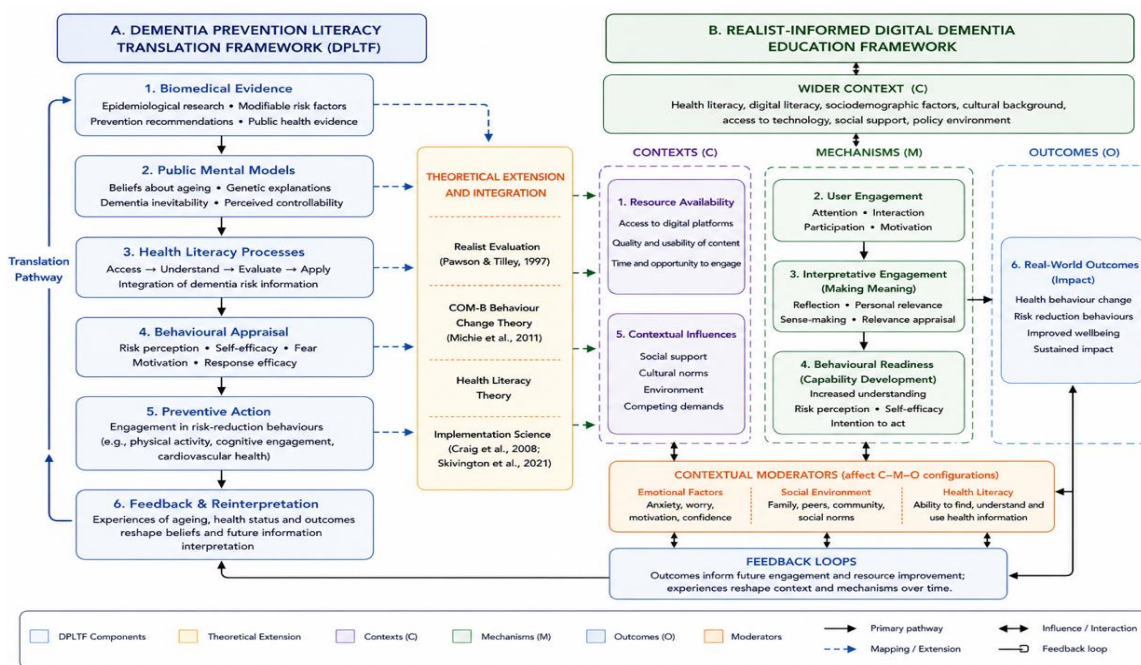 A. DEMENTIA PREVENTION LITERACY
TRANSLATION FRAMEWORK (DPLTF)
1. Biomedical Evidence
Epidemiological research • Modifiable risk factors
Prevention recommendations • Public health evidence
2. Public Mental Models
Beliefs about ageing • Genetic explanations
Dementia inevitability • Perceived controllability
3. Health Literacy Processes
Access → Understand → Evaluate → Apply
Integration of dementia risk information
Translation
Pathway
4. Behavioural Appraisal
Risk perception • Self-efficacy • Fear
Motivation • Response efficacy
5. Preventive Action
Engagement in risk-reduction behaviours
(e.g., physical activity, cognitive engagement,
cardiovascular health)
6. Feedback & Reinterpretation
Experiences of ageing, health status and outcomes
reshape beliefs and future information
interpretation
THEORETICAL EXTENSION
AND INTEGRATION
Realist Evaluation
(Pawson & Tilley, 1997)
COM-B Behaviour
Change Theory
(Michie et al., 2011)
Health Literacy
Theory
Implementation Science
(Craig et al., 2008;
Skivington et al., 2021)
B. REALIST-INFORMED DIGITAL DEMENTIA
EDUCATION FRAMEWORK
WIDER CONTEXT (C)
Health literacy, digital literacy, sociodemographic factors, cultural background,
access to technology, social support, policy environment
CONTEXTS (C)
1. Resource Availability
Access to digital platforms
Quality and usability of content
Time and opportunity to engage
5. Contextual Influences
Social support
Cultural norms
Environment
Competing demands
MECHANISMS (M)
2. User Engagement
Attention • Interaction
Participation • Motivation
3. Interpretative Engagement
(Making Meaning)
Reflection • Personal relevance
Sense-making • Relevance appraisal
4. Behavioural Readiness
(Capability Development)
Increased understanding
Risk perception • Self-efficacy
Intention to act
OUTCOMES (O)
6. Real-World Outcomes
(Impact)
Health behaviour change
Risk reduction behaviours
Improved wellbeing
Sustained impact
CONTEXTUAL MODERATORS (affect C–M–O configurations)
Emotional Factors
Anxiety, worry,
motivation, confidence
Social Environment
Family, peers, community,
social norms
Health Literacy
Ability to find, understand and
use health information
FEEDBACK LOOPS
Outcomes inform future engagement and resource improvement;
experiences reshape context and mechanisms over time.
DPLTF Components
Theoretical Extension
Contexts (C)
Mechanisms (M)
Outcomes (O)
Moderators
Primary pathway
Mapping / Extension
Influence / Interaction
Feedback loop